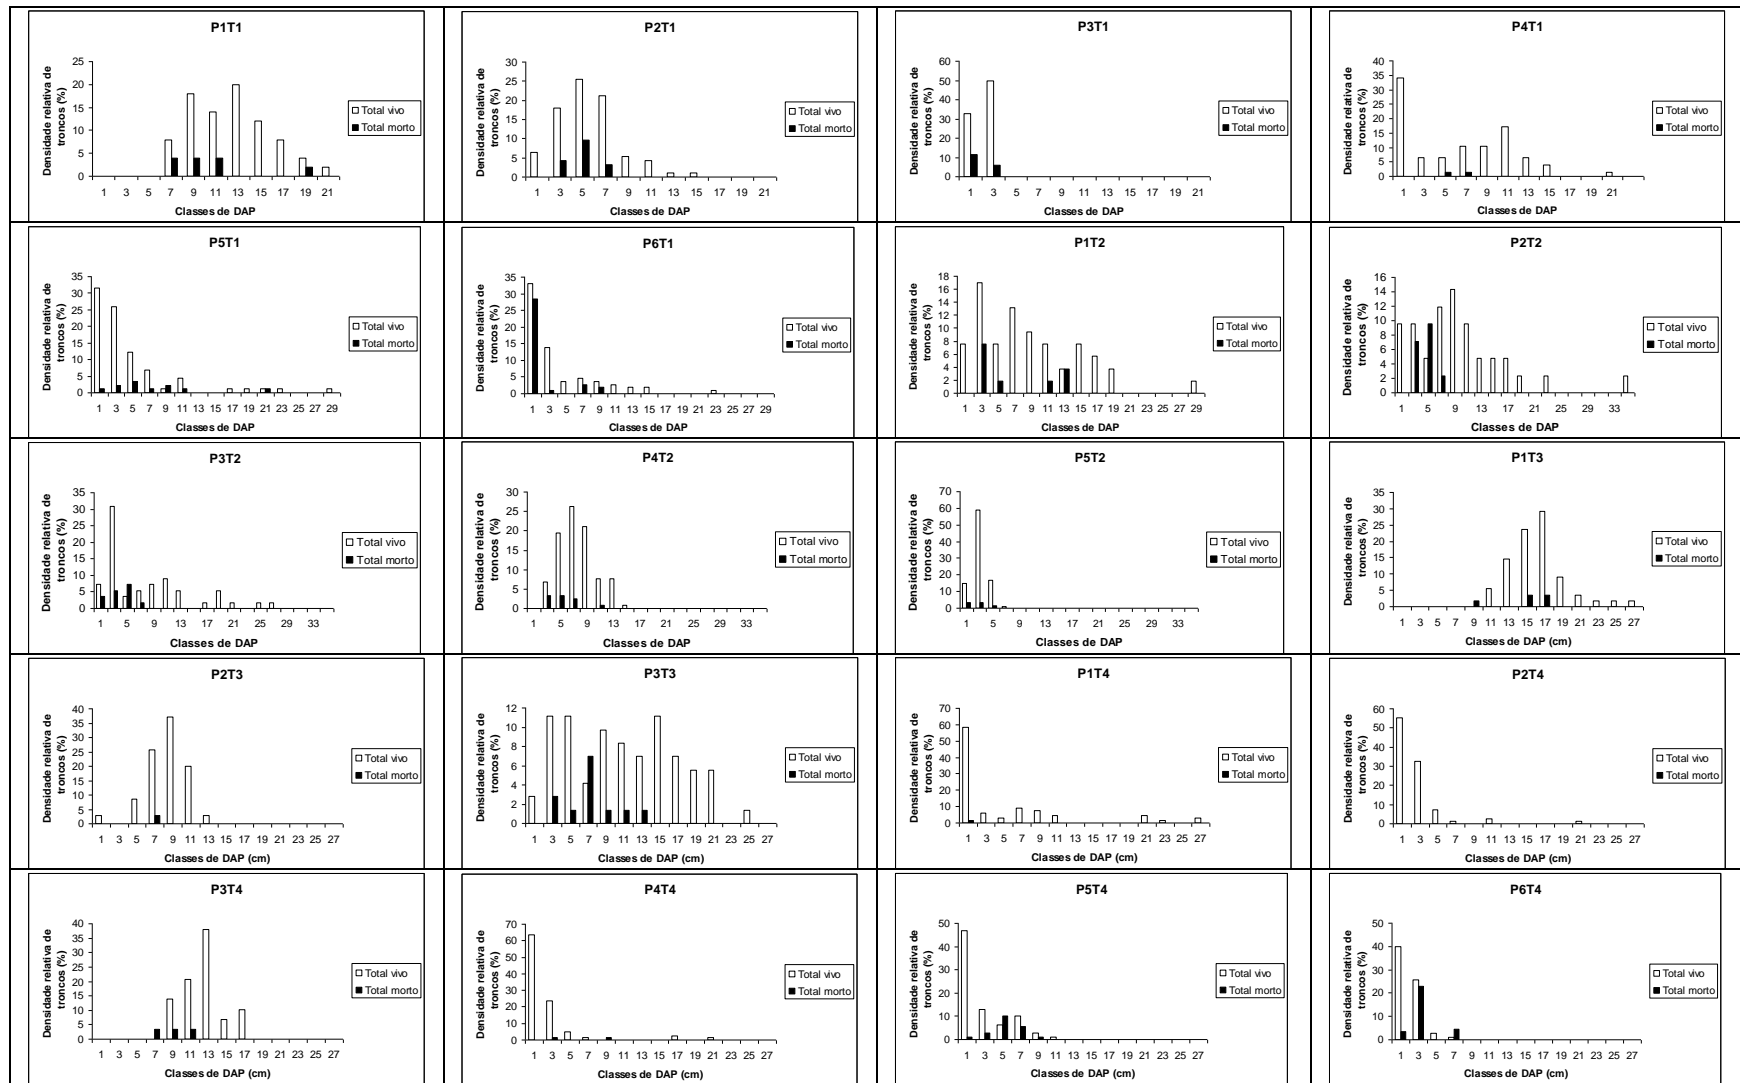 P1T1
Densidade relativa de
troncos (%)
25
20
15
10
5
0
1 3 5 7 9 11 13 15 17 19 21
Classes de DAP
Total vivo
Total morto
P2T1
Densidade relativa de
troncos (%)
30
25
20
15
10
5
0
1 3 5 7 9 11 13 15 17 19 21
Classes de DAP
Total vivo
Total morto
P3T1
Densidade relativa de
troncos (%)
60
50
40
30
20
10
0
1 3 5 7 9 11 13 15 17 19 21
Classes de DAP
Total vivo
Total morto
P4T1
Densidade relativa de
troncos (%)
40
35
30
25
20
15
10
5
0
1 3 5 7 9 11 13 15 17 19 21
Classes de DAP
Total vivo
Total morto
P5T1
Densidade relativa de
troncos (%)
35
30
25
20
15
10
5
0
1 3 5 7 9 11 13 15 17 19 21 23 25 27 29
Classes de DAP
Total vivo
Total morto
P6T1
Densidade relativa de
troncos (%)
35
30
25
20
15
10
5
0
1 3 5 7 9 11 13 15 17 19 21 23 25 27 29
Classes de DAP
Total vivo
Total morto
P1T2
Densidade relativa de
troncos (%)
18
16
14
12
10
8
6
4
2
0
1 3 5 7 9 11 13 15 17 19 21 23 25 27 29
Classes de DAP
Total vivo
Total morto
P2T2
Densidade relativa de
troncos (%)
16
14
12
10
8
6
4
2
0
1 5 9 13 17 21 25 29 33
Classes de DAP
Total vivo
Total morto
P3T2
Densidade relativa de
troncos (%)
35
30
25
20
15
10
5
0
1 5 9 13 17 21 25 29 33
Classes de DAP
Total vivo
Total morto
P4T2
Densidade relativa de
troncos (%)
30
25
20
15
10
5
0
1 5 9 13 17 21 25 29 33
Classes de DAP
Total vivo
Total morto
P5T2
Densidade relativa de
troncos (%)
70
60
50
40
30
20
10
0
1 5 9 13 17 21 25 29 33
Classes de DAP
Total vivo
Total morto
P1T3
Densidade relativa de
troncos (%)
35
30
25
20
15
10
5
0
1 3 5 7 9 11 13 15 17 19 21 23 25 27
Classes de DAP (cm)
Total vivo
Total morto
P2T3
Densidade relativa de
troncos (%)
40
35
30
25
20
15
10
5
0
1 3 5 7 9 11 13 15 17 19 21 23 25 27
Classes de DAP (cm)
Total vivo
Total morto
P3T3
Densidade relativa de
troncos (%)
12
10
8
6
4
2
0
1 3 5 7 9 11 13 15 17 19 21 23 25 27
Classes de DAP (cm)
Total vivo
Total morto
P1T4
Densidade relativa de
troncos (%)
70
60
50
40
30
20
10
0
1 3 5 7 9 11 13 15 17 19 21 23 25 27
Classes de DAP (cm)
Total vivo
Total morto
P2T4
Densidade relativa de
troncos (%)
60
50
40
30
20
10
0
1 3 5 7 9 11 13 15 17 19 21 23 25 27
Classes de DAP (cm)
Total vivo
Total morto
P3T4
Densidade relativa de
troncos (%)
40
35
30
25
20
15
10
5
0
1 3 5 7 9 11 13 15 17 19 21 23 25 27
Classes de DAP (cm)
Total vivo
Total morto
P4T4
Densidade relativa de
troncos (%)
70
60
50
40
30
20
10
0
1 3 5 7 9 11 13 15 17 19 21 23 25 27
Classes de DAP (cm)
Total vivo
Total morto
P5T4
Densidade relativa de
troncos (%)
50
40
30
20
10
0
1 3 5 7 9 11 13 15 17 19 21 23 25 27
Classes de DAP (cm)
Total vivo
Total morto
P6T4
Densidade relativa de
troncos (%)
50
40
30
20
10
0
1 3 5 7 9 11 13 15 17 19 21 23 25 27
Classes de DAP (cm)
Total vivo
Total morto